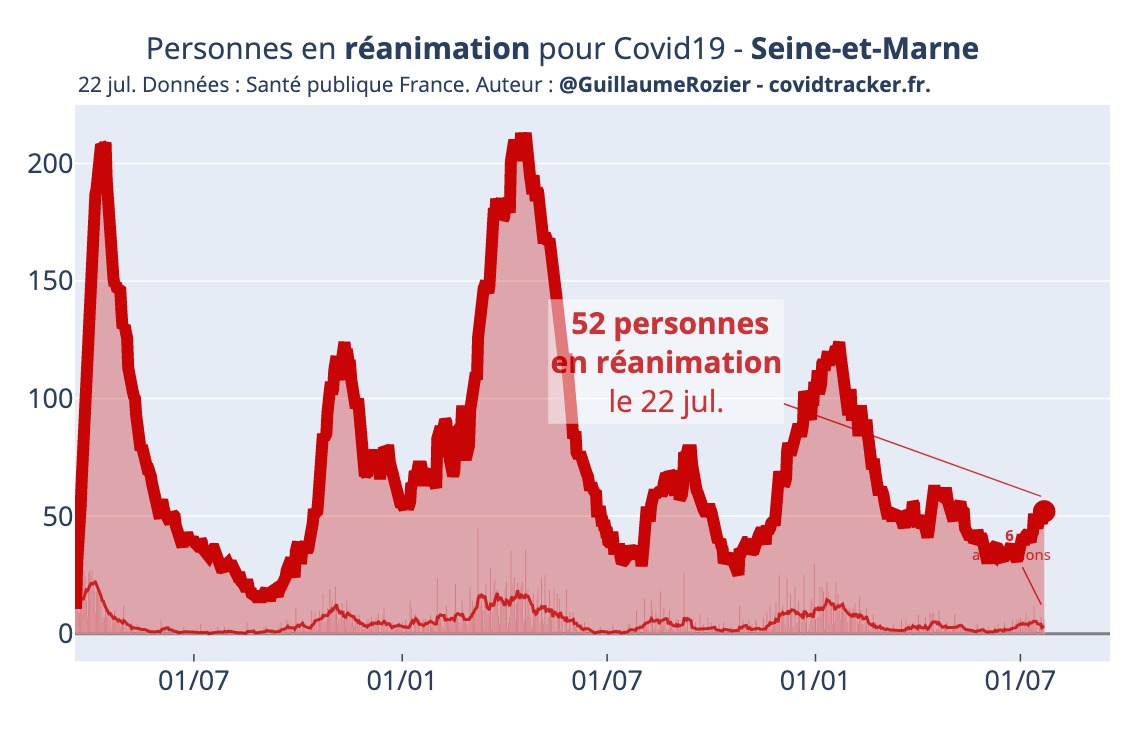 Personnes en réanimation pour Covid19 - Seine-et-Marne
22 jul. Données : Santé publique France. Auteur : @GuillaumeRozier - covidtracker.fr.
200
150
100
50
0
52 personnes
en réanimation
le 22 jul.
6
01/07
01/01
01/07
01/01
01/07